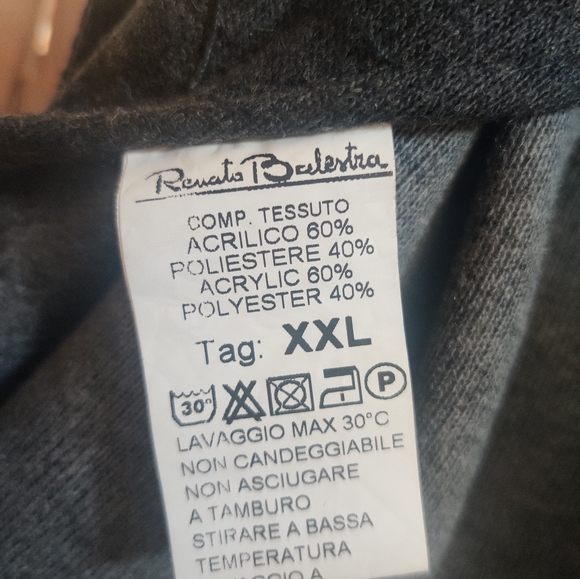 Renato Balestra
COMP. TESSUTO
ACRILICO 60%
POLIESTERE 40%
ACRYLIC 60%
POLYESTER 40%
Tag: XXL
30° P
LAVAGGIO MAX 30°C
NON CANDEGGIABILE
NON ASCIUGARE
A TAMBURO
STIRARE A BASSA
TEMPERATURA